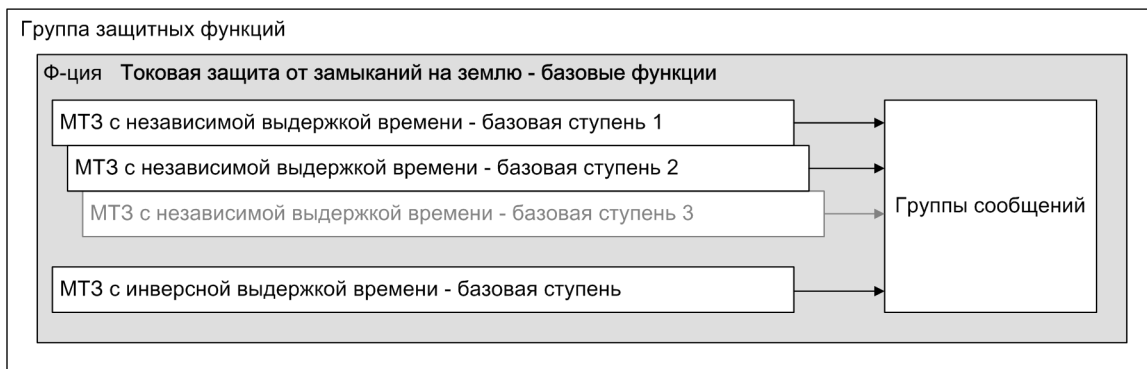 Группа защитных функций
Ф-ция Токовая защита от замыканий на землю - базовые функции
МТЗ с независимой выдержкой времени - базовая ступень 1
МТЗ с независимой выдержкой времени - базовая ступень 2
МТЗ с независимой выдержкой времени - базовая ступень 3
Группы сообщений
МТЗ с инверсной выдержкой времени - базовая ступень